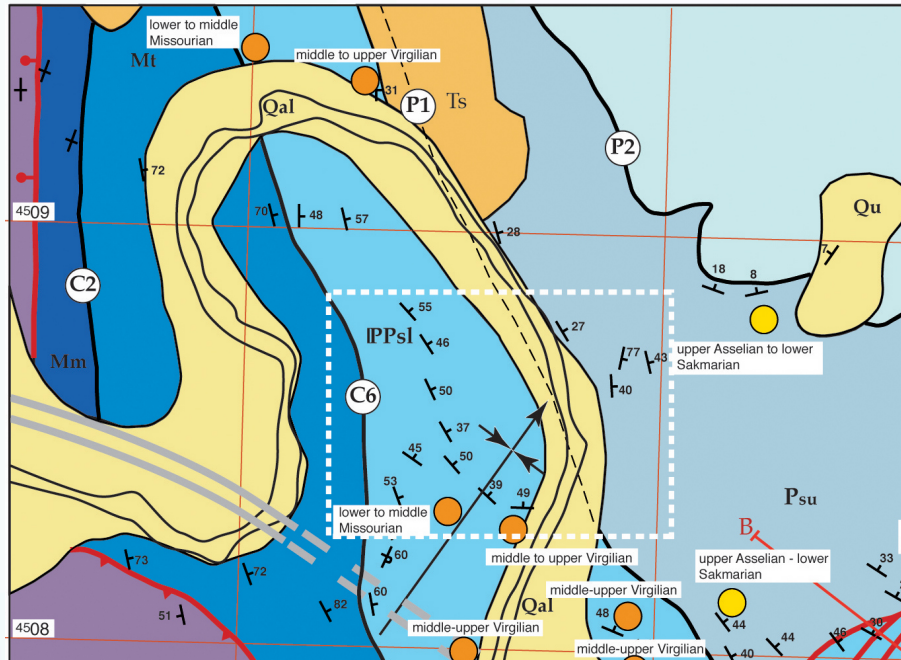 lower to middle
Missourian
middle to upper Virgilian
Mt
31
P1
Ts
Qal
P2
72
Qu
4509
70
48
57
28
7
C2
18
8
55
27
IPPsl
46
77
43
upper Asselian to lower
Sakmarian
Mm
40
50
C6
37
45
50
Psu
53
39
49
lower to middle
Missourian
B
middle to upper Virgilian
upper Asselian - lower
Sakmarian
33
73
60
72
middle-upper Virgilian
60
Qal
51
82
48
44
30
4508
middle-upper Virgilian
middle-upper Virgilian
44
46
40